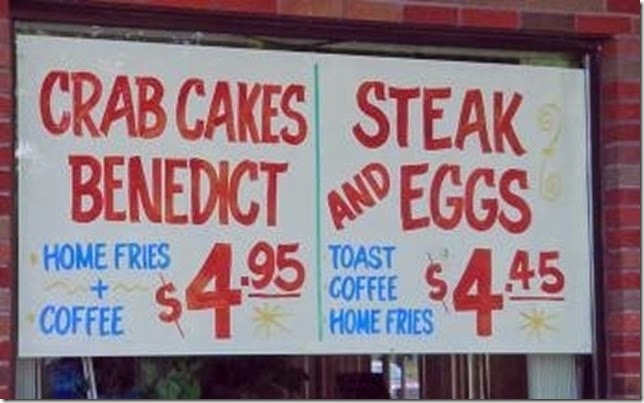 CRAB CAKES
BENEDICT
HOME FRIES
+
COFFEE
$4.95
STEAK
AND EGGS
TOAST
COFFEE
HOME FRIES
$4.45